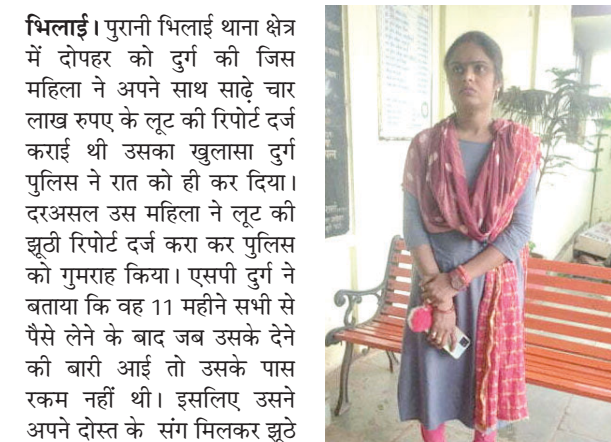 भिलाई। पुरानी भिलाई थाना क्षेत्र
में दोपहर को दुर्ग की जिस
महिला ने अपने साथ साढ़े चार
लाख रुपए के लूट की रिपोर्ट दर्ज
कराई थी उसका खुलासा दुर्ग
पुलिस ने रात को ही कर दिया।
दरअसल उस महिला ने लूट की
झूठी रिपोर्ट दर्ज करा कर पुलिस
को गुमराह किया। एसपी दुर्ग ने
बताया कि वह 11 महीने सभी से
पैसे लेने के बाद जब उसके देने
की बारी आई तो उसके पास
रकम नहीं थी। इसलिए उसने
अपने दोस्त के संग मिलकर झूठे